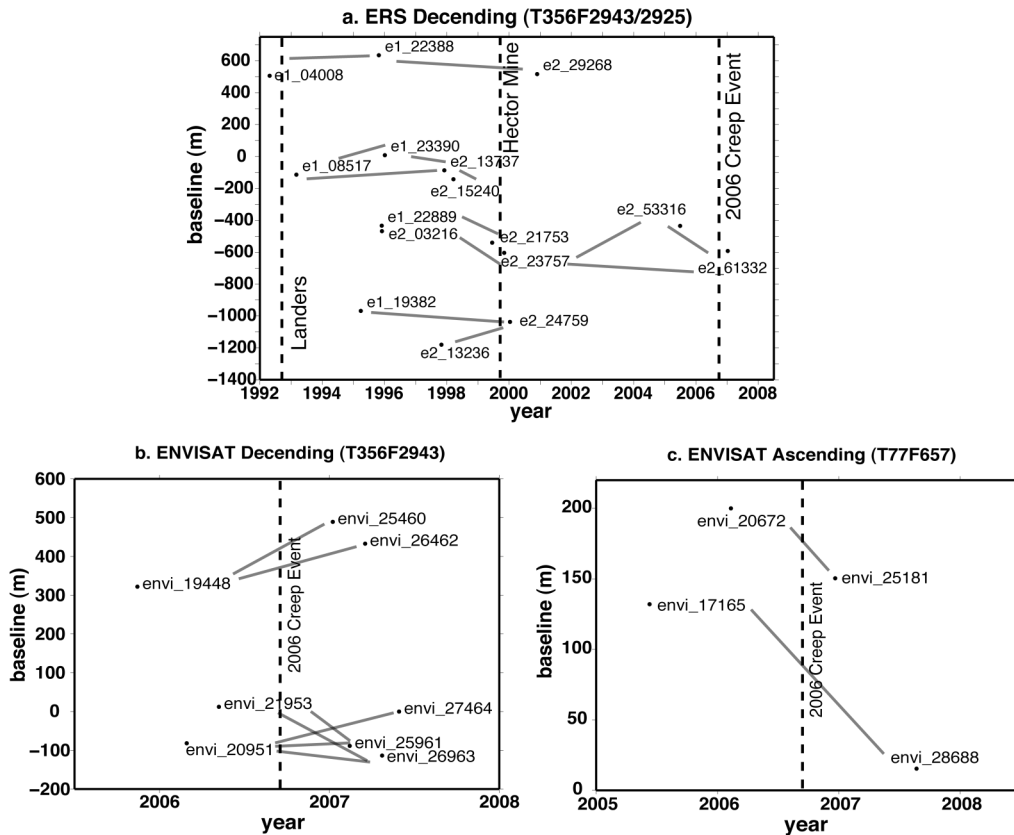 a. ERS Decending (T356F2943/2925)
baseline (m)
600
400
200
0
−200
−400
−600
−800
−1000
−1200
−1400
e1_22388
e1_04008
e2_29268
e1_23390
e1_08517
e2_13737
e2_15240
e1_22889
e2_03216
e2_21753
e2_23757
e2_53316
e2_61332
e1_19382
e2_24759
e2_13236
Landers
Hector Mine
2006 Creep Event
1992 1994 1996 1998 2000 2002 2004 2006 2008
year
b. ENVISAT Decending (T356F2943)
baseline (m)
600
500
400
300
200
100
0
−100
−200
envi_25460
envi_26462
envi_19448
2006 Creep Event
envi_21953
envi_27464
envi_20951
envi_25961
envi_26963
2006 2007 2008
year
c. ENVISAT Ascending (T77F657)
baseline (m)
200
150
100
50
0
envi_20672
envi_25181
envi_17165
2006 Creep Event
envi_28688
2005 2006 2007 2008
year